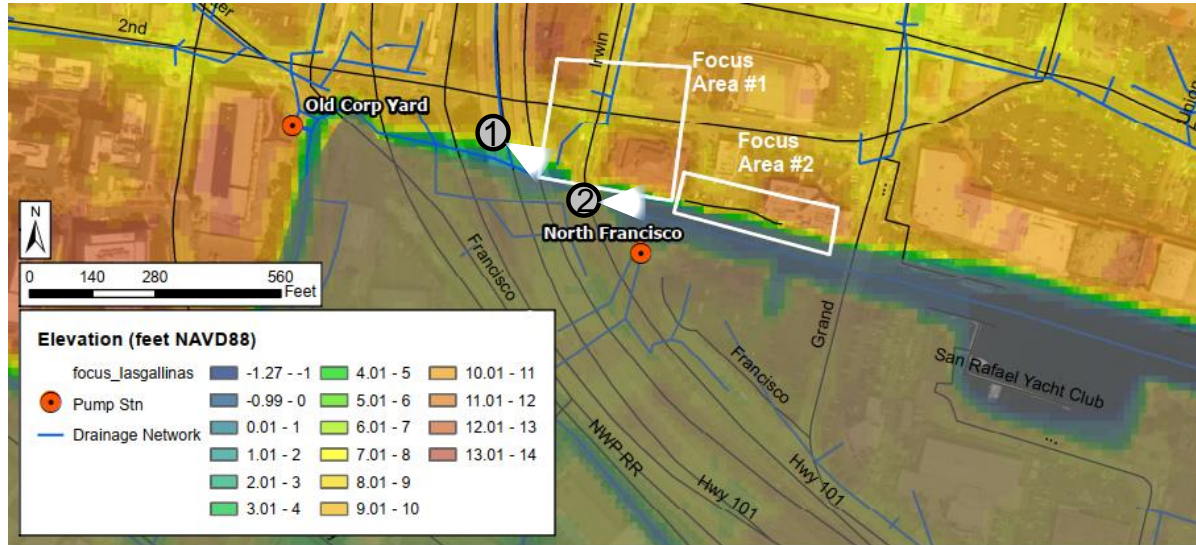 2nd
Irwin
Focus
Area #1
Union
Old Corp Yard
1
Focus
Area #2
...
2
North Francisco
N
0 140 280 560
Feet
Francisco
Francisco
Grand
San Rafael Yacht Club
...
NWP RR
Hwy 101
Hwy 101
Elevation (feet NAVD88)
focus_lasgallinas
Pump Stn
Drainage Network
-1.27 - -1
-0.99 - 0
0.01 - 1
1.01 - 2
2.01 - 3
3.01 - 4
4.01 - 5
5.01 - 6
6.01 - 7
7.01 - 8
8.01 - 9
9.01 - 10
10.01 - 11
11.01 - 12
12.01 - 13
13.01 - 14